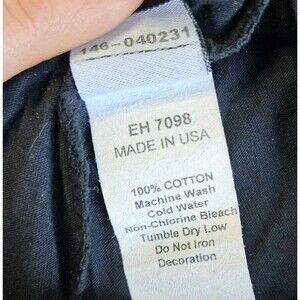 146-040231
EH 7098
MADE IN USA
100% COTTON
Machine Wash
Cold Water
Non-Chlorine Bleach
Tumble Dry Low
Do Not Iron
Decoration